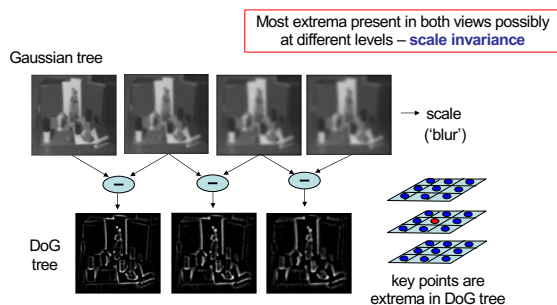 Most extrema present in both views possibly
at different levels – scale invariance
Gaussian tree
scale
('blur')
–
–
–
DoG
tree
key points are
extrema in DoG tree